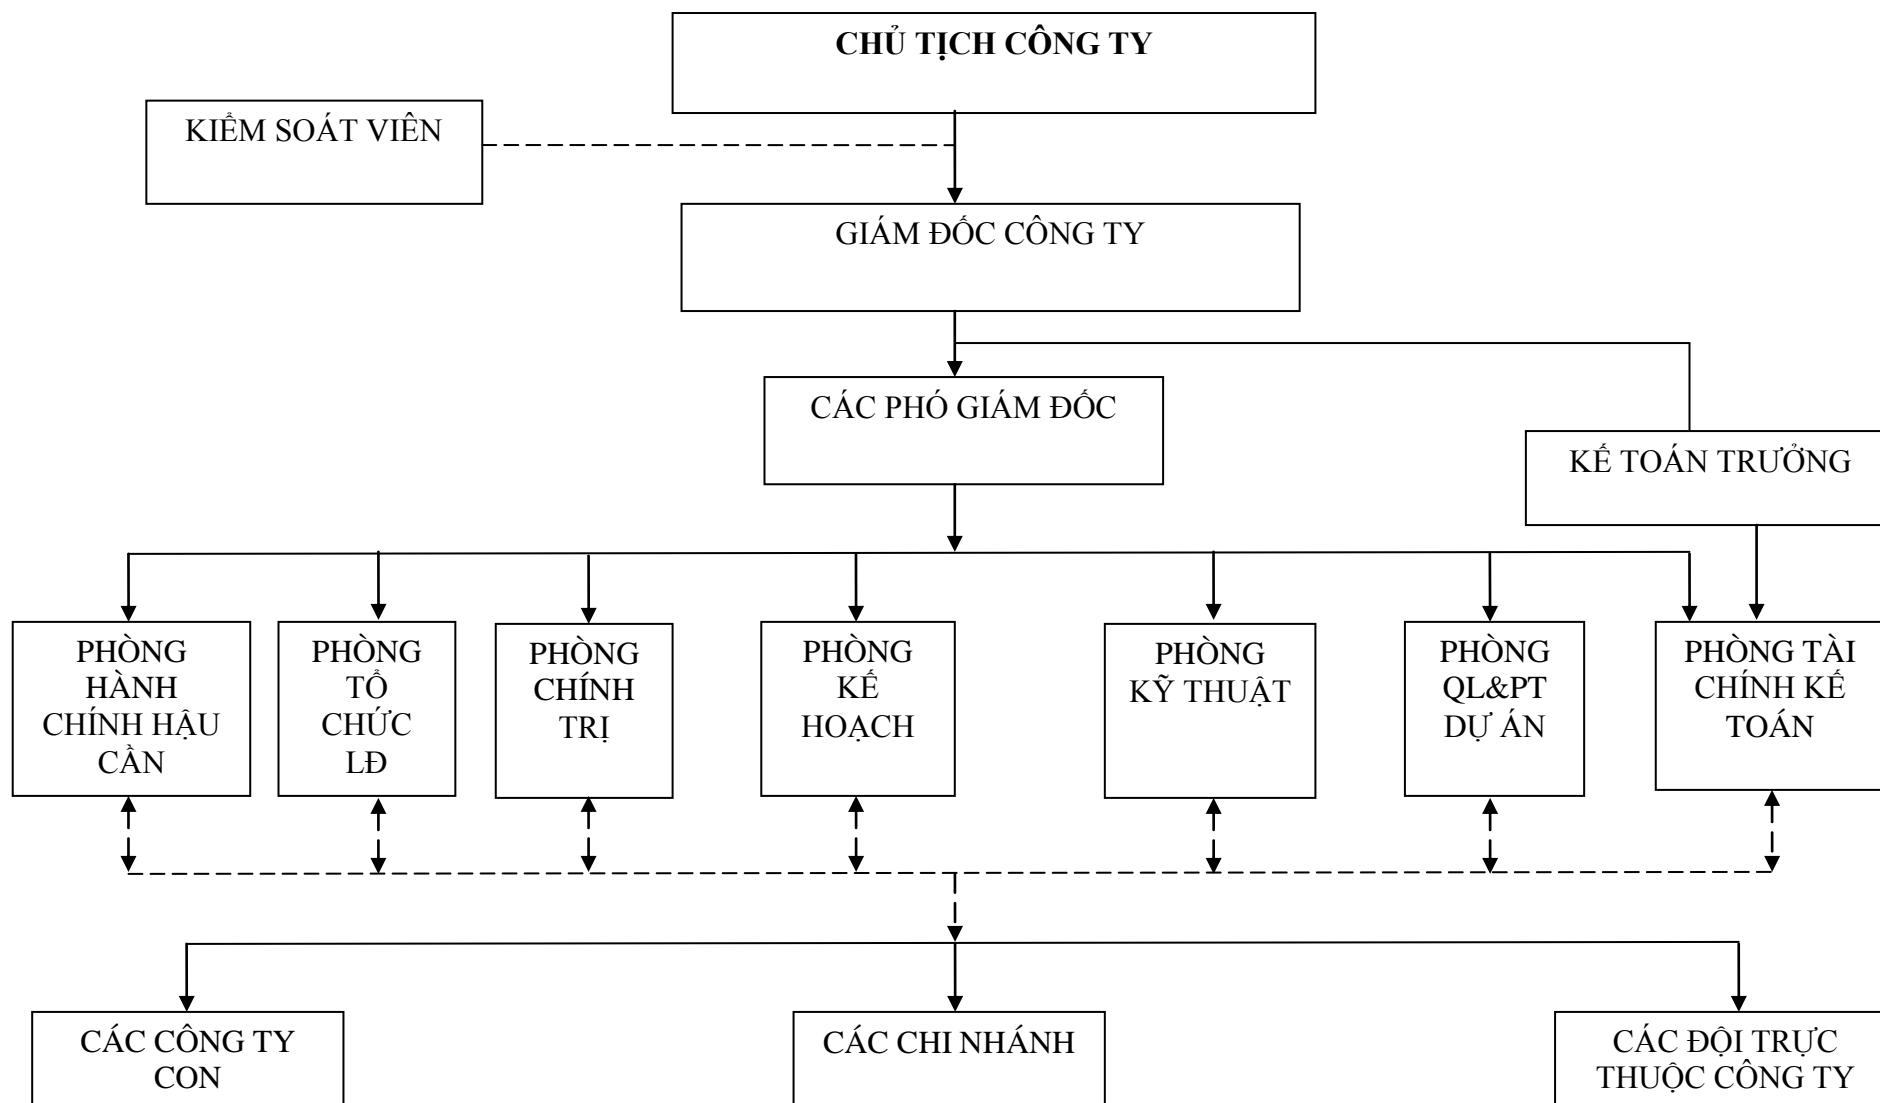 CHỦ TỊCH CÔNG TY
KIỂM SOÁT VIÊN
GIÁM ĐỐC CÔNG TY
CÁC PHÓ GIÁM ĐỐC
KẾ TOÁN TRƯỞNG
PHÒNG
HÀNH
CHÍNH HẬU
CẦN
PHÒNG
TỔ
CHỨC
LĐ
PHÒNG
CHÍNH
TRỊ
PHÒNG
KẾ
HOẠCH
PHÒNG
KỸ THUẬT
PHÒNG
QL&PT
DỰ ÁN
PHÒNG TÀI
CHÍNH KẾ
TOÁN
CÁC CÔNG TY
CON
CÁC CHI NHÁNH
CÁC ĐỘI TRỰC
THUỘC CÔNG TY